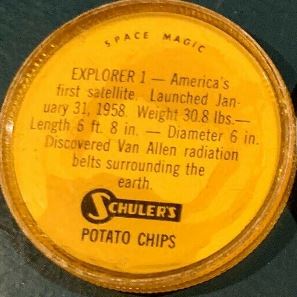 SPACE MAGIC
EXPLORER 1 — America's
first satellite. Launched Jan-
uary 31, 1958. Weight 30.8 lbs.—
Length 6 ft. 8 in. — Diameter 6 in.
Discovered Van Allen radiation
belts surrounding the
earth.
SCHULER'S
POTATO CHIPS